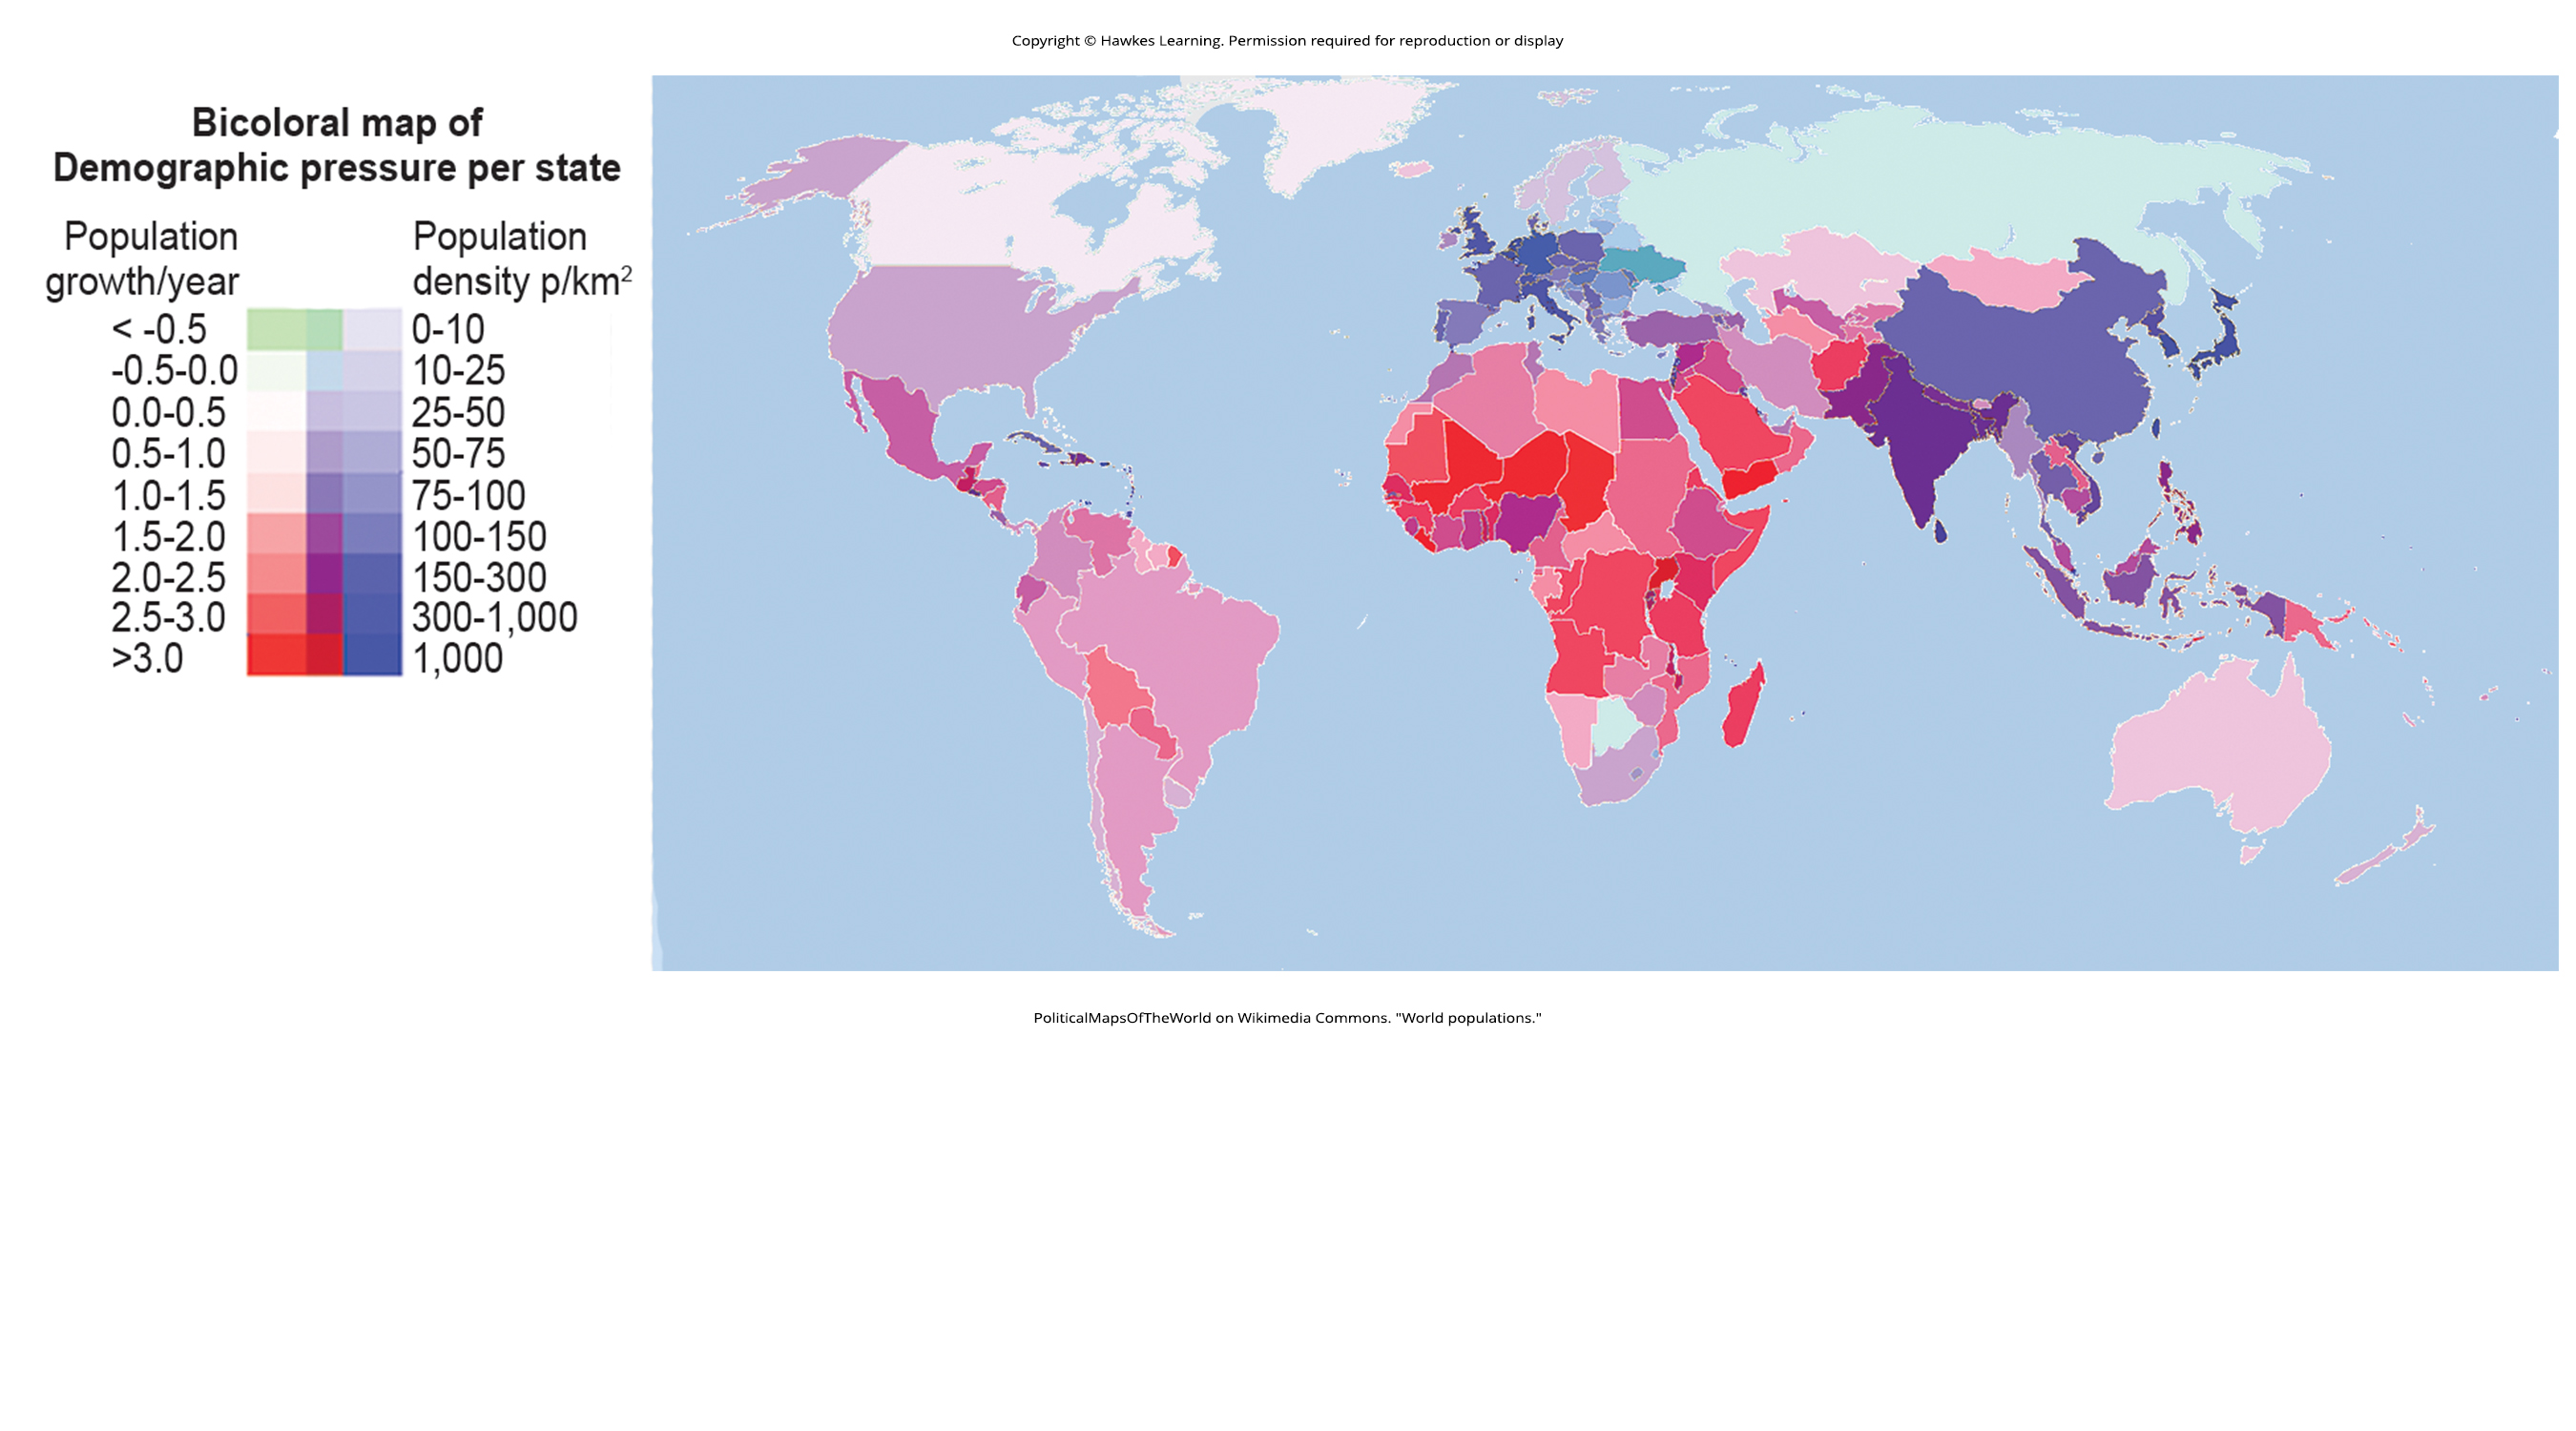 Copyright © Hawkes Learning. Permission required for reproduction or display
Bicoloral map of
Demographic pressure per state
Population
growth/year
Population
density p/km²
< -0.5
0-10
-0.5-0.0
10-25
0.0-0.5
25-50
0.5-1.0
50-75
1.0-1.5
75-100
1.5-2.0
100-150
2.0-2.5
150-300
2.5-3.0
300-1,000
>3.0
1,000
PoliticalMapsOfTheWorld on Wikimedia Commons. "World populations."